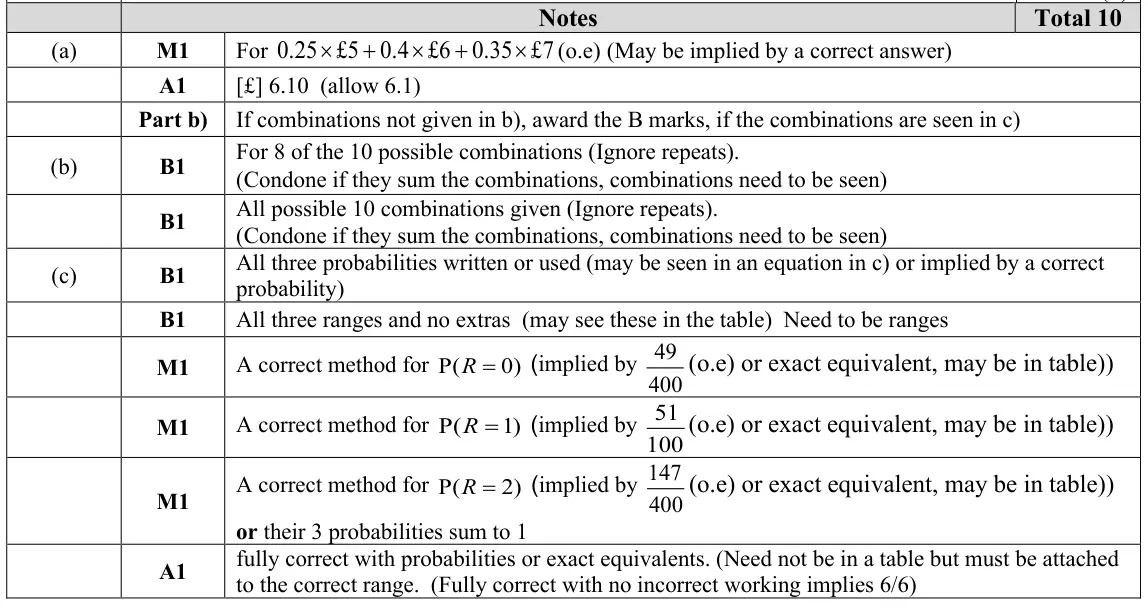 Notes Total 10
(a) M1 For 0.25 × £5 + 0.4 × £6 + 0.35 × £7 (o.e) (May be implied by a correct answer)
A1 [£] 6.10 (allow 6.1)
Part b) If combinations not given in b), award the B marks, if the combinations are seen in c)
(b) B1 For 8 of the 10 possible combinations (Ignore repeats).
(Condone if they sum the combinations, combinations need to be seen)
B1 All possible 10 combinations given (Ignore repeats).
(Condone if they sum the combinations, combinations need to be seen)
(c) B1 All three probabilities written or used (may be seen in an equation in c) or implied by a correct
probability)
B1 All three ranges and no extras (may see these in the table) Need to be ranges
M1 A correct method for P(R = 0) (implied by 49/400 (o.e) or exact equivalent, may be in table))
M1 A correct method for P(R = 1) (implied by 51/100 (o.e) or exact equivalent, may be in table))
M1 A correct method for P(R = 2) (implied by 147/400 (o.e) or exact equivalent, may be in table))
or their 3 probabilities sum to 1
A1 fully correct with probabilities or exact equivalents. (Need not be in a table but must be attached
to the correct range. (Fully correct with no incorrect working implies 6/6)